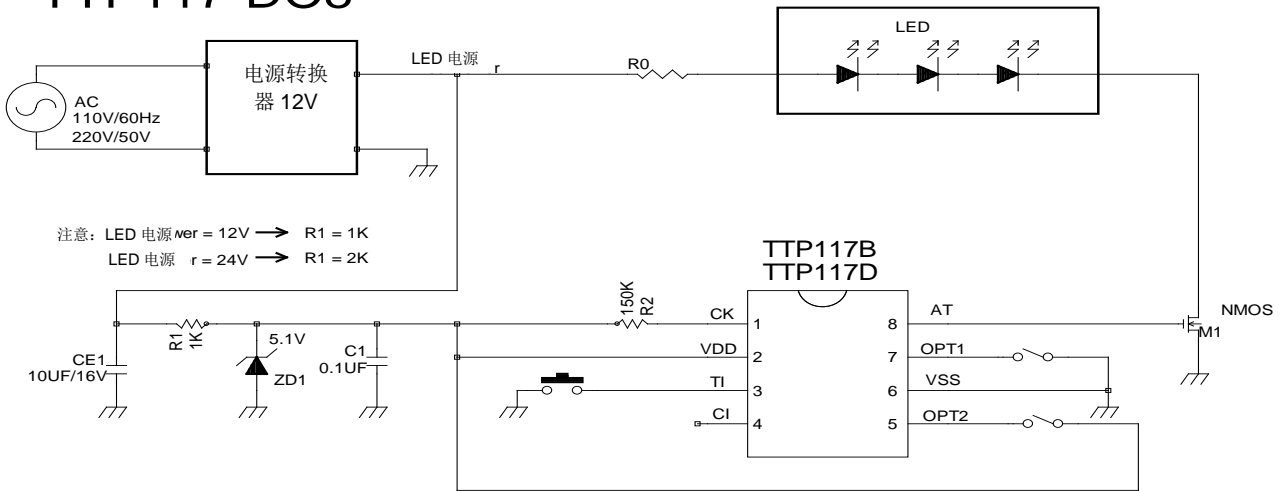 LED
LED 电源
r
R0
电源转换
器 12V
AC
110V/60Hz
220V/50V
注意：LED 电源 wer = 12V → R1 = 1K
LED 电源 r = 24V → R1 = 2K
TTP117B
TTP117D
R1
1K
5.1V
ZD1
CE1
10UF/16V
C1
0.1UF
150K
R2
CK
1
VDD
2
TI
3
CI
4
8
AT
7
OPT1
6
VSS
5
OPT2
NMOS
M1